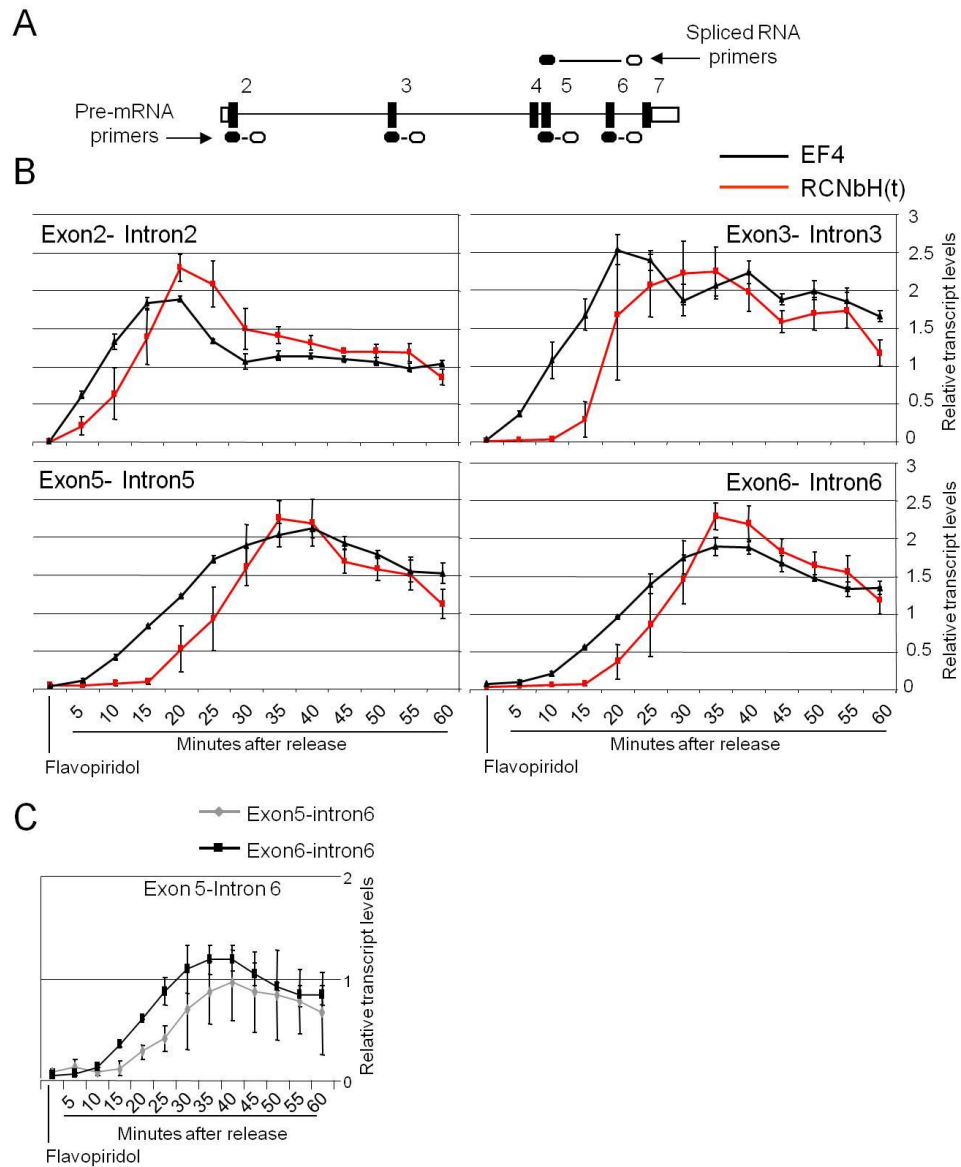 A
Spliced RNA
primers
2 3 4 5 6 7
Pre-mRNA
primers
EF4
RCNbH(t)
B
Exon2- Intron2
Exon3- Intron3
3
2.5
2
1.5
1
0.5
0
Relative transcript levels
Exon5- Intron5
Exon6- Intron6
3
2.5
2
1.5
1
0.5
0
Relative transcript levels
5 10 15 20 25 30 35 40 45 50 55 60
Minutes after release
Flavopiridol
5 10 15 20 25 30 35 40 45 50 55 60
Minutes after release
Flavopiridol
C
Exon5-intron6
Exon6-intron6
Exon 5-Intron 6
2
1
0
Relative transcript levels
5 10 15 20 25 30 35 40 45 50 55 60
Minutes after release
Flavopiridol